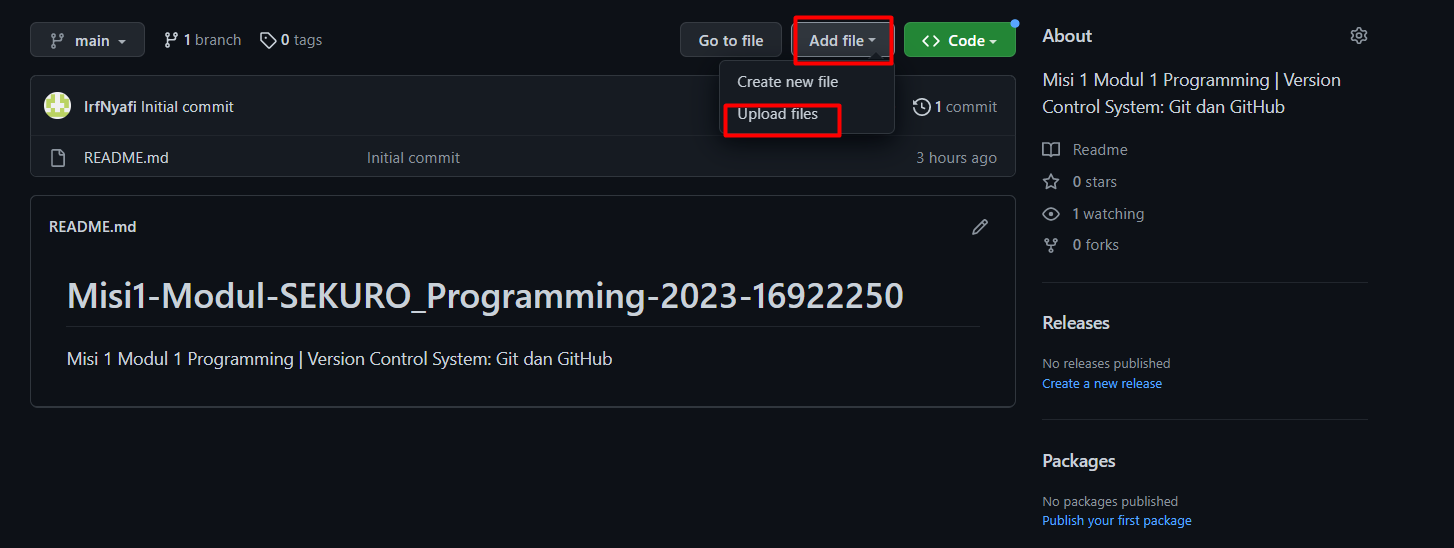 main
1 branch
0 tags
Go to file
Add file
Code
Create new file
Upload files
IrfNyafi Initial commit
1 commit
README.md
Initial commit
3 hours ago
README.md
Misi1-Modul-SEKURO_Programming-2023-16922250
Misi 1 Modul 1 Programming | Version Control System: Git dan GitHub
About
Misi 1 Modul 1 Programming | Version
Control System: Git dan GitHub
Readme
0 stars
1 watching
0 forks
Releases
No releases published
Create a new release
Packages
No packages published
Publish your first package